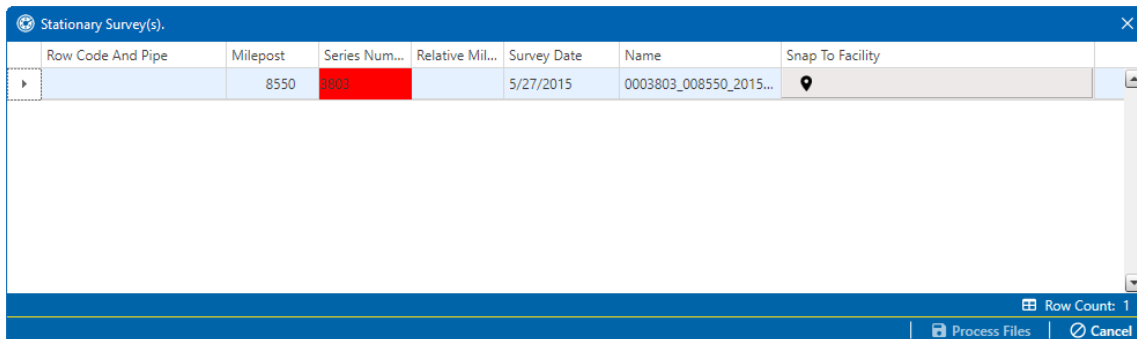 Stationary Survey(s).
Row Code And Pipe Milepost Series Num... Relative Mil... Survey Date Name Snap To Facility
8550 3803 5/27/2015 0003803_008550_2015...
Row Count: 1
Process Files Cancel